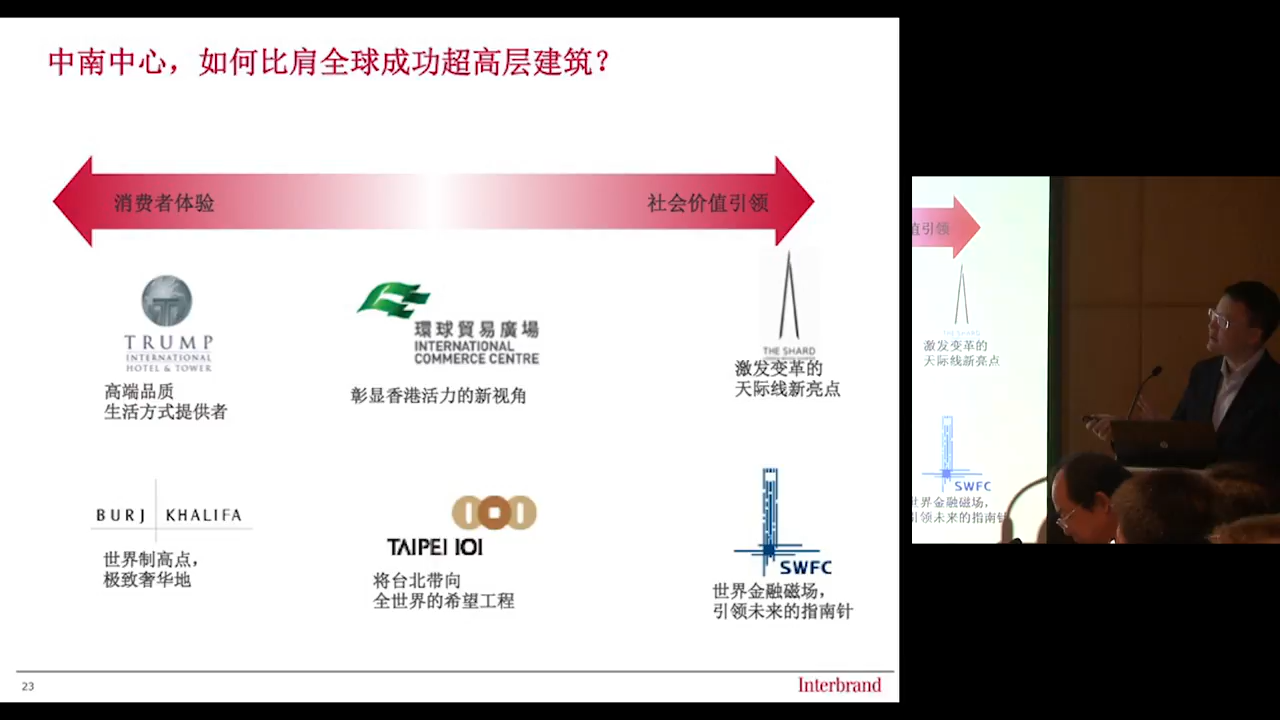 中南中心，如何比肩全球成功超高层建筑？
消费者体验
社会价值引领
TRUMP
INTERNATIONAL
HOTEL & TOWER
高端品质
生活方式提供者
環球貿易廣場
INTERNATIONAL
COMMERCE CENTRE
彰显香港活力的新视角
THE SHARD
激发变革的
天际线新亮点
BURJ KHALIFA
世界制高点，
极致奢华地
TAIPEI 101
将台北带向
全世界的希望工程
SWFC
世界金融磁场，
引领未来的指南针
23
Interbrand
值引领
THE SHARD
激发变革的
天际线新亮点
SWFC
世界金融磁场，
引领未来的指南针